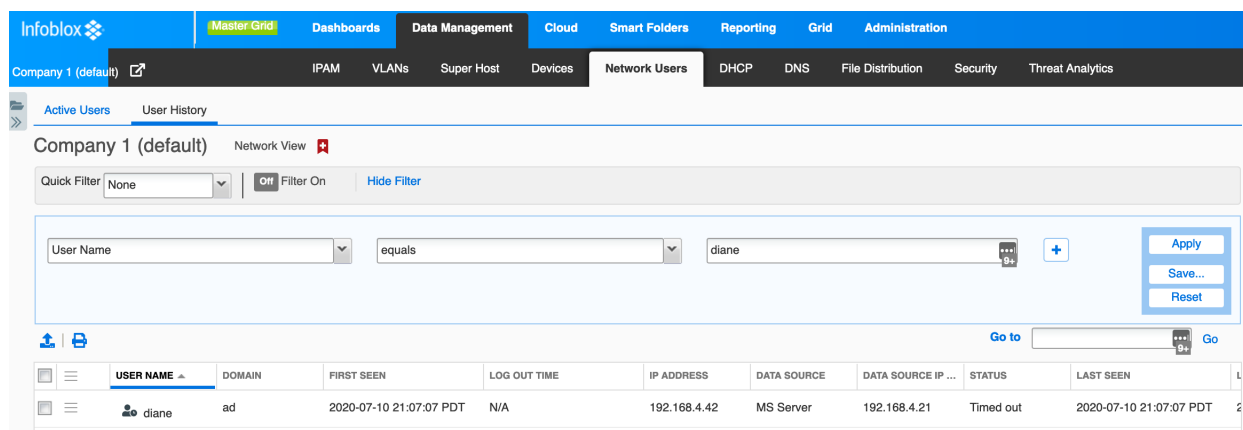 Infoblox
Master Grid
Dashboards Data Management Cloud Smart Folders Reporting Grid Administration
Company 1 (default)
IPAM VLANs Super Host Devices Network Users DHCP DNS File Distribution Security Threat Analytics
Active Users User History
Company 1 (default) Network View
Quick Filter None Off Filter On Hide Filter
User Name equals diane 9+ + Apply
Save...
Reset
Go to 9+ Go
USER NAME DOMAIN FIRST SEEN LOG OUT TIME IP ADDRESS DATA SOURCE DATA SOURCE IP ... STATUS LAST SEEN L
diane ad 2020-07-10 21:07:07 PDT N/A 192.168.4.42 MS Server 192.168.4.21 Timed out 2020-07-10 21:07:07 PDT 2